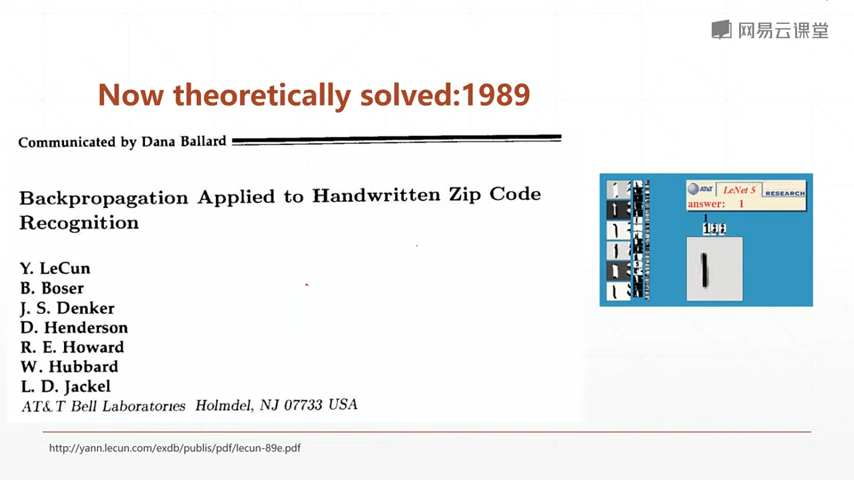 网易云课堂
Now theoretically solved:1989
Communicated by Dana Ballard
Backpropagation Applied to Handwritten Zip Code
Recognition
Y. LeCun
B. Boser
J. S. Denker
D. Henderson
R. E. Howard
W. Hubbard
L. D. Jackel
AT&T Bell Laboratories Holmdel, NJ 07733 USA
AT&T LeNet 5 RESEARCH
answer: 1
1
http://yann.lecun.com/exdb/publis/pdf/lecun-89e.pdf